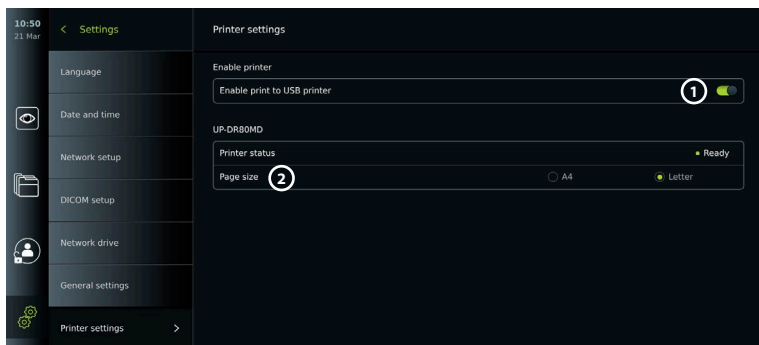 10:50
21 Mar
< Settings
Language
Date and time
Network setup
DICOM setup
Network drive
General settings
Printer settings >
Printer settings
Enable printer
Enable print to USB printer 1
UP-DR80MD
Printer status Ready
Page size 2 A4 Letter